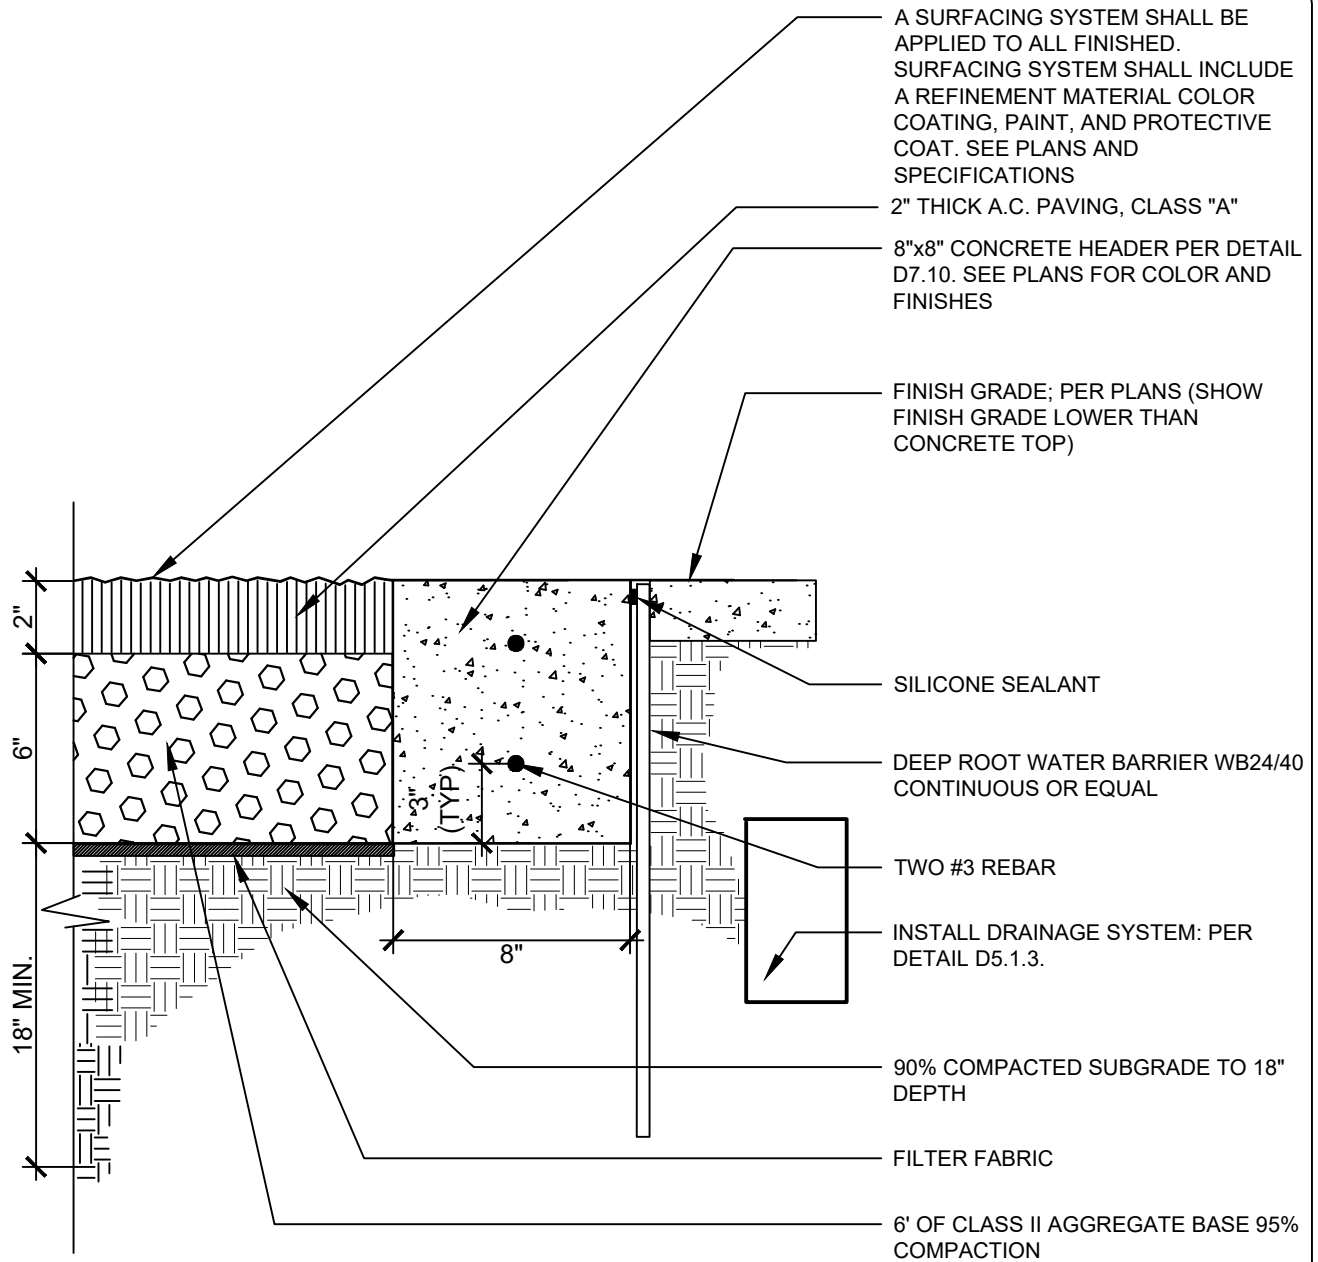 A SURFACING SYSTEM SHALL BE
APPLIED TO ALL FINISHED.
SURFACING SYSTEM SHALL INCLUDE
A REFINEMENT MATERIAL COLOR
COATING, PAINT, AND PROTECTIVE
COAT. SEE PLANS AND
SPECIFICATIONS
2" THICK A.C. PAVING, CLASS "A"
8"x8" CONCRETE HEADER PER DETAIL
D7.10. SEE PLANS FOR COLOR AND
FINISHES
FINISH GRADE; PER PLANS (SHOW
FINISH GRADE LOWER THAN
CONCRETE TOP)
2"
6"
18" MIN.
3"
(TYP)
8"
SILICONE SEALANT
DEEP ROOT WATER BARRIER WB24/40
CONTINUOUS OR EQUAL
TWO #3 REBAR
INSTALL DRAINAGE SYSTEM: PER
DETAIL D5.1.3.
90% COMPACTED SUBGRADE TO 18"
DEPTH
FILTER FABRIC
6' OF CLASS II AGGREGATE BASE 95%
COMPACTION